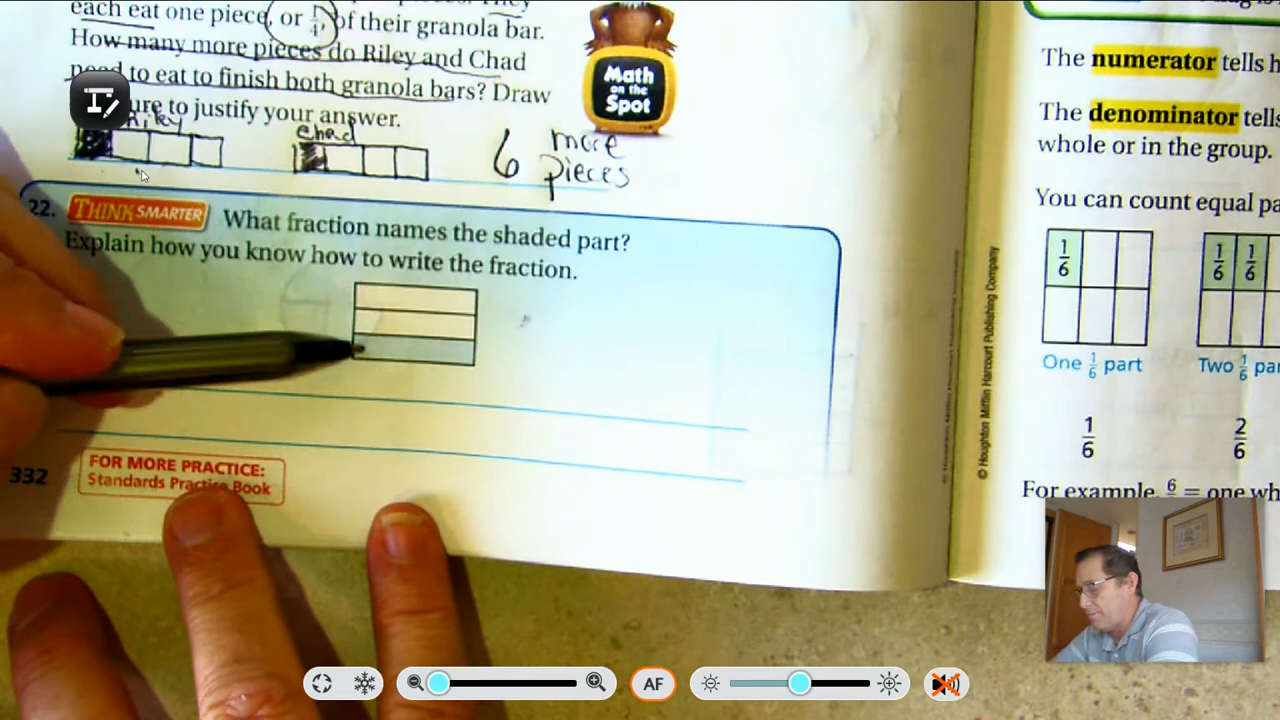 each eat one piece, or 1/4, of their granola bar.
How many more pieces do Riley and Chad
need to eat to finish both granola bars? Draw
ure to justify your answer.
Riley
Chad
6 more
pieces
Math
on the
Spot
22. THINK SMARTER What fraction names the shaded part?
Explain how you know how to write the fraction.
332
FOR MORE PRACTICE:
Standards Practice Book
© Houghton Mifflin Harcourt Publishing Company
The numerator tells h
The denominator tells
whole or in the group.
You can count equal pa
1/6
1/6 1/6
One 1/6 part
Two 1/6 par
1/6
2/6
For example, 6 = one wh
AF